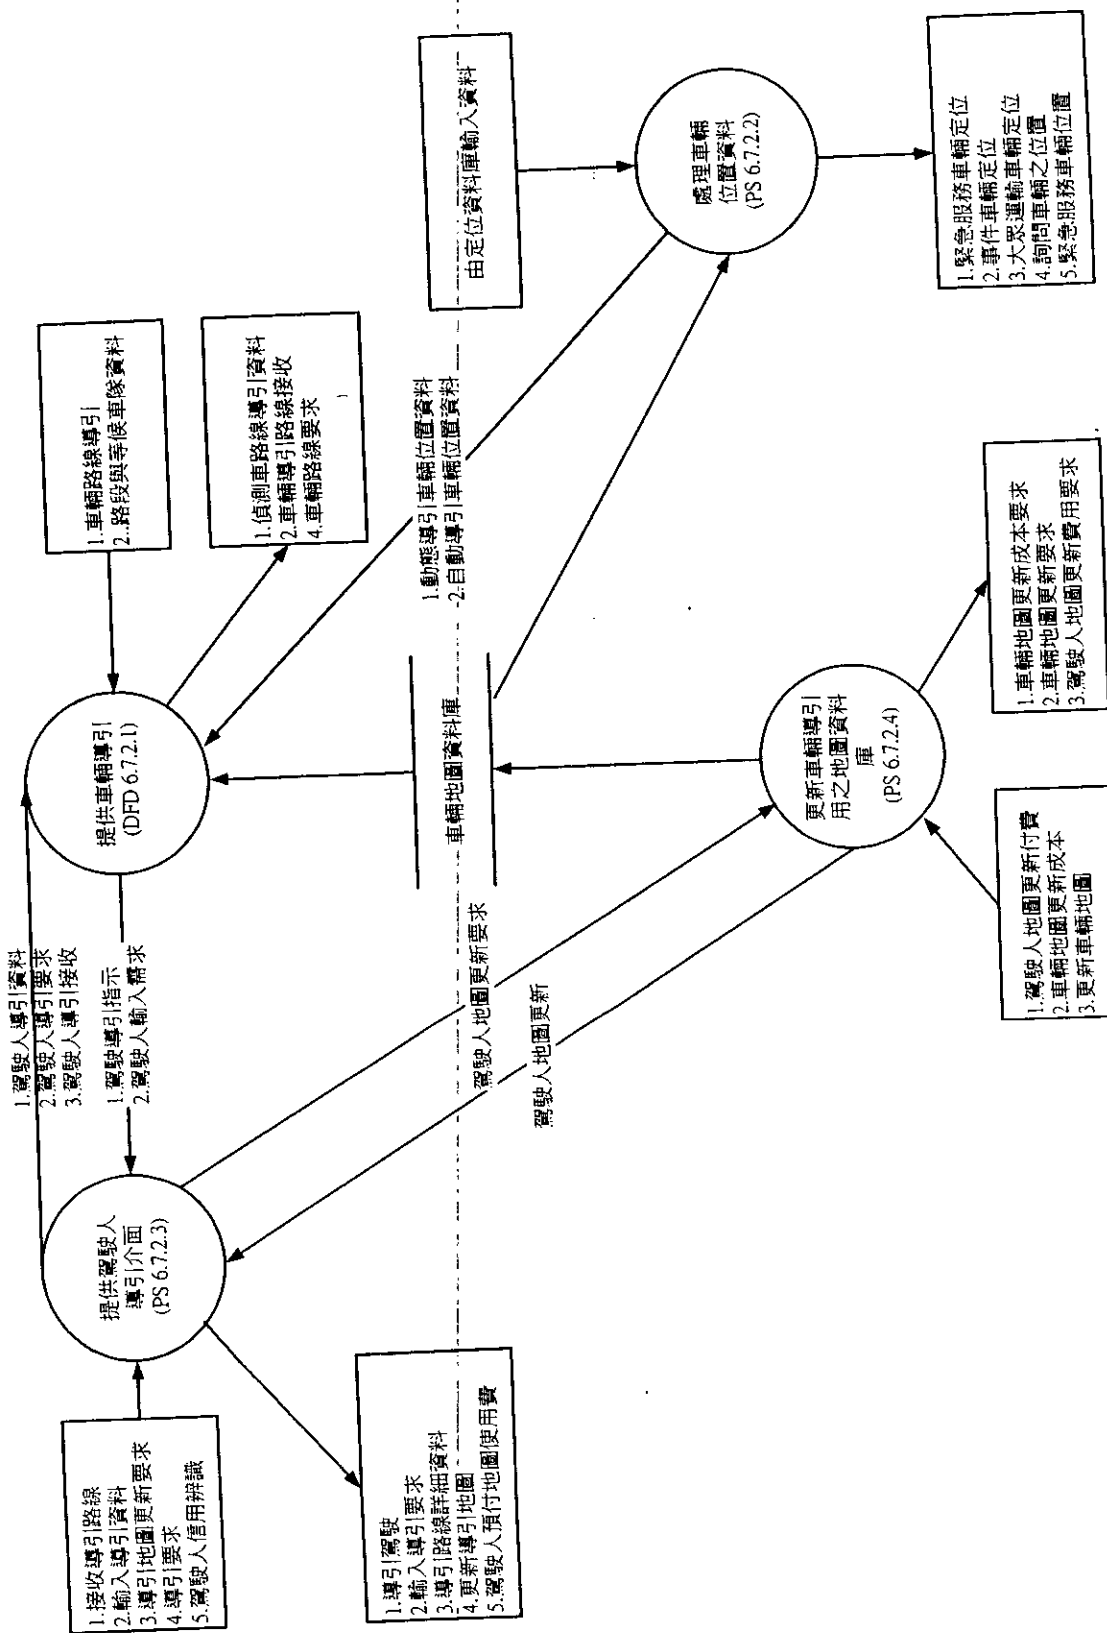 1.接收導引路線
2.輸入導引資料
3.導引地圖更新要求
4.導引要求
5.駕駛人信用辨識
提供駕駛人
導引介面
(PS 6.7.2.3)
1.導引駕駛
2.輸入導引要求
3.導引路線詳細資料
4.更新導引地圖
5.駕駛人預付地圖使用費
1.駕駛人導引資料
2.駕駛人導引要求
3.駕駛人導引接收
1.駕駛導引指示
2.駕駛人輸入需求
提供車輛導引
(DFD 6.7.2.1)
1.車輛路線導引
2.路段與等候車隊資料
1.偵測車路線導引資料
2.車輛導引路線接收
4.車輛路線要求
1.動態導引車輛位置資料
2.自動導引車輛位置資料
車輛地圖資料庫
駕駛人地圖更新要求
駕駛人地圖更新
由定位資料庫輸入資料
處理車輛
位置資料
(PS 6.7.2.2)
1.緊急服務車輛定位
2.事件車輛定位
3.大眾運輸車輛定位
4.詢問車輛之位置
5.緊急服務車輛位置
更新車輛導引
用之地圖資料
庫
(PS 6.7.2.4)
1.駕駛人地圖更新付費
2.車輛地圖更新成本
3.更新車輛地圖
1.車輛地圖更新成本要求
2.車輛地圖更新要求
3.駕駛人地圖更新費用要求